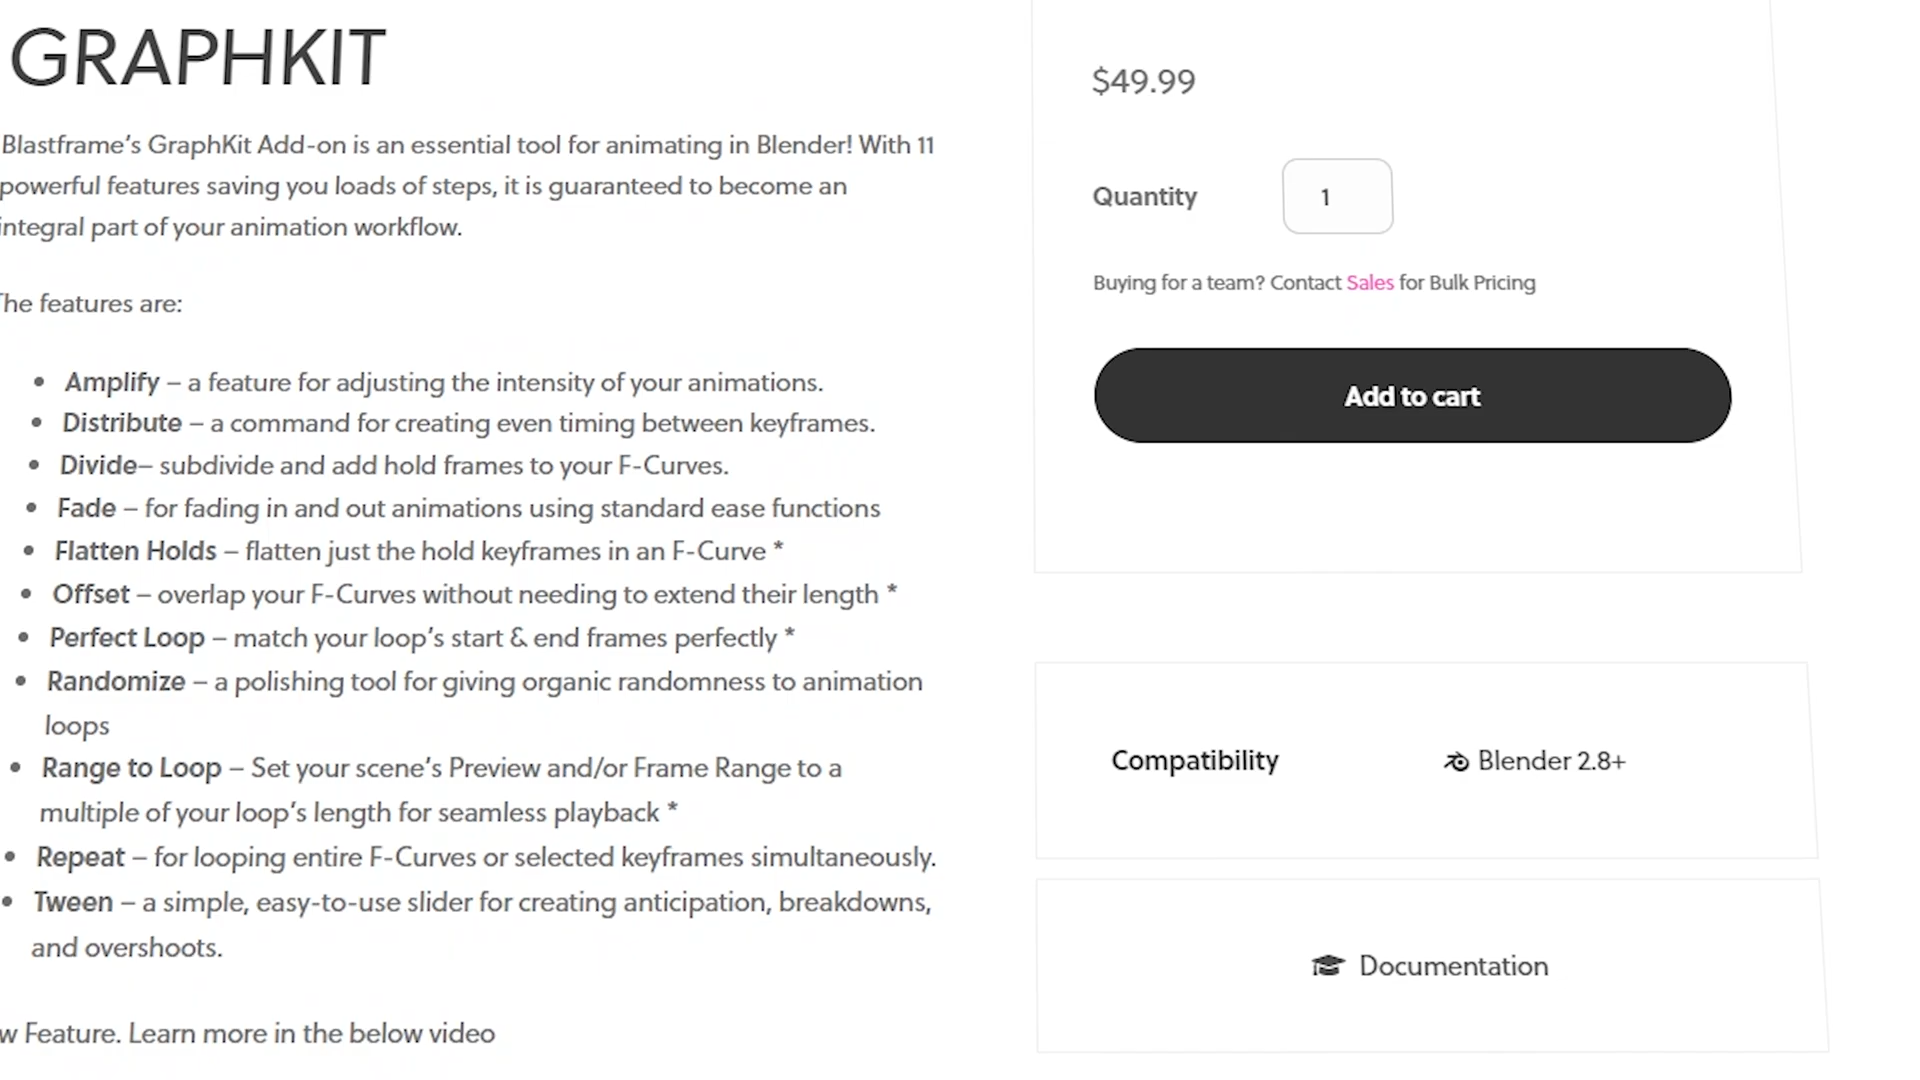 GRAPHKIT
Blastframe's GraphKit Add-on is an essential tool for animating in Blender! With 11
powerful features saving you loads of steps, it is guaranteed to become an
integral part of your animation workflow.
The features are:
• Amplify – a feature for adjusting the intensity of your animations.
• Distribute – a command for creating even timing between keyframes.
• Divide– subdivide and add hold frames to your F-Curves.
• Fade – for fading in and out animations using standard ease functions
• Flatten Holds – flatten just the hold keyframes in an F-Curve *
• Offset – overlap your F-Curves without needing to extend their length *
• Perfect Loop – match your loop's start & end frames perfectly *
• Randomize – a polishing tool for giving organic randomness to animation
loops
• Range to Loop – Set your scene's Preview and/or Frame Range to a
multiple of your loop's length for seamless playback *
• Repeat – for looping entire F-Curves or selected keyframes simultaneously.
• Tween – a simple, easy-to-use slider for creating anticipation, breakdowns,
and overshoots.
w Feature. Learn more in the below video
$49.99
Quantity 1
Buying for a team? Contact Sales for Bulk Pricing
Add to cart
Compatibility Blender 2.8+
Documentation